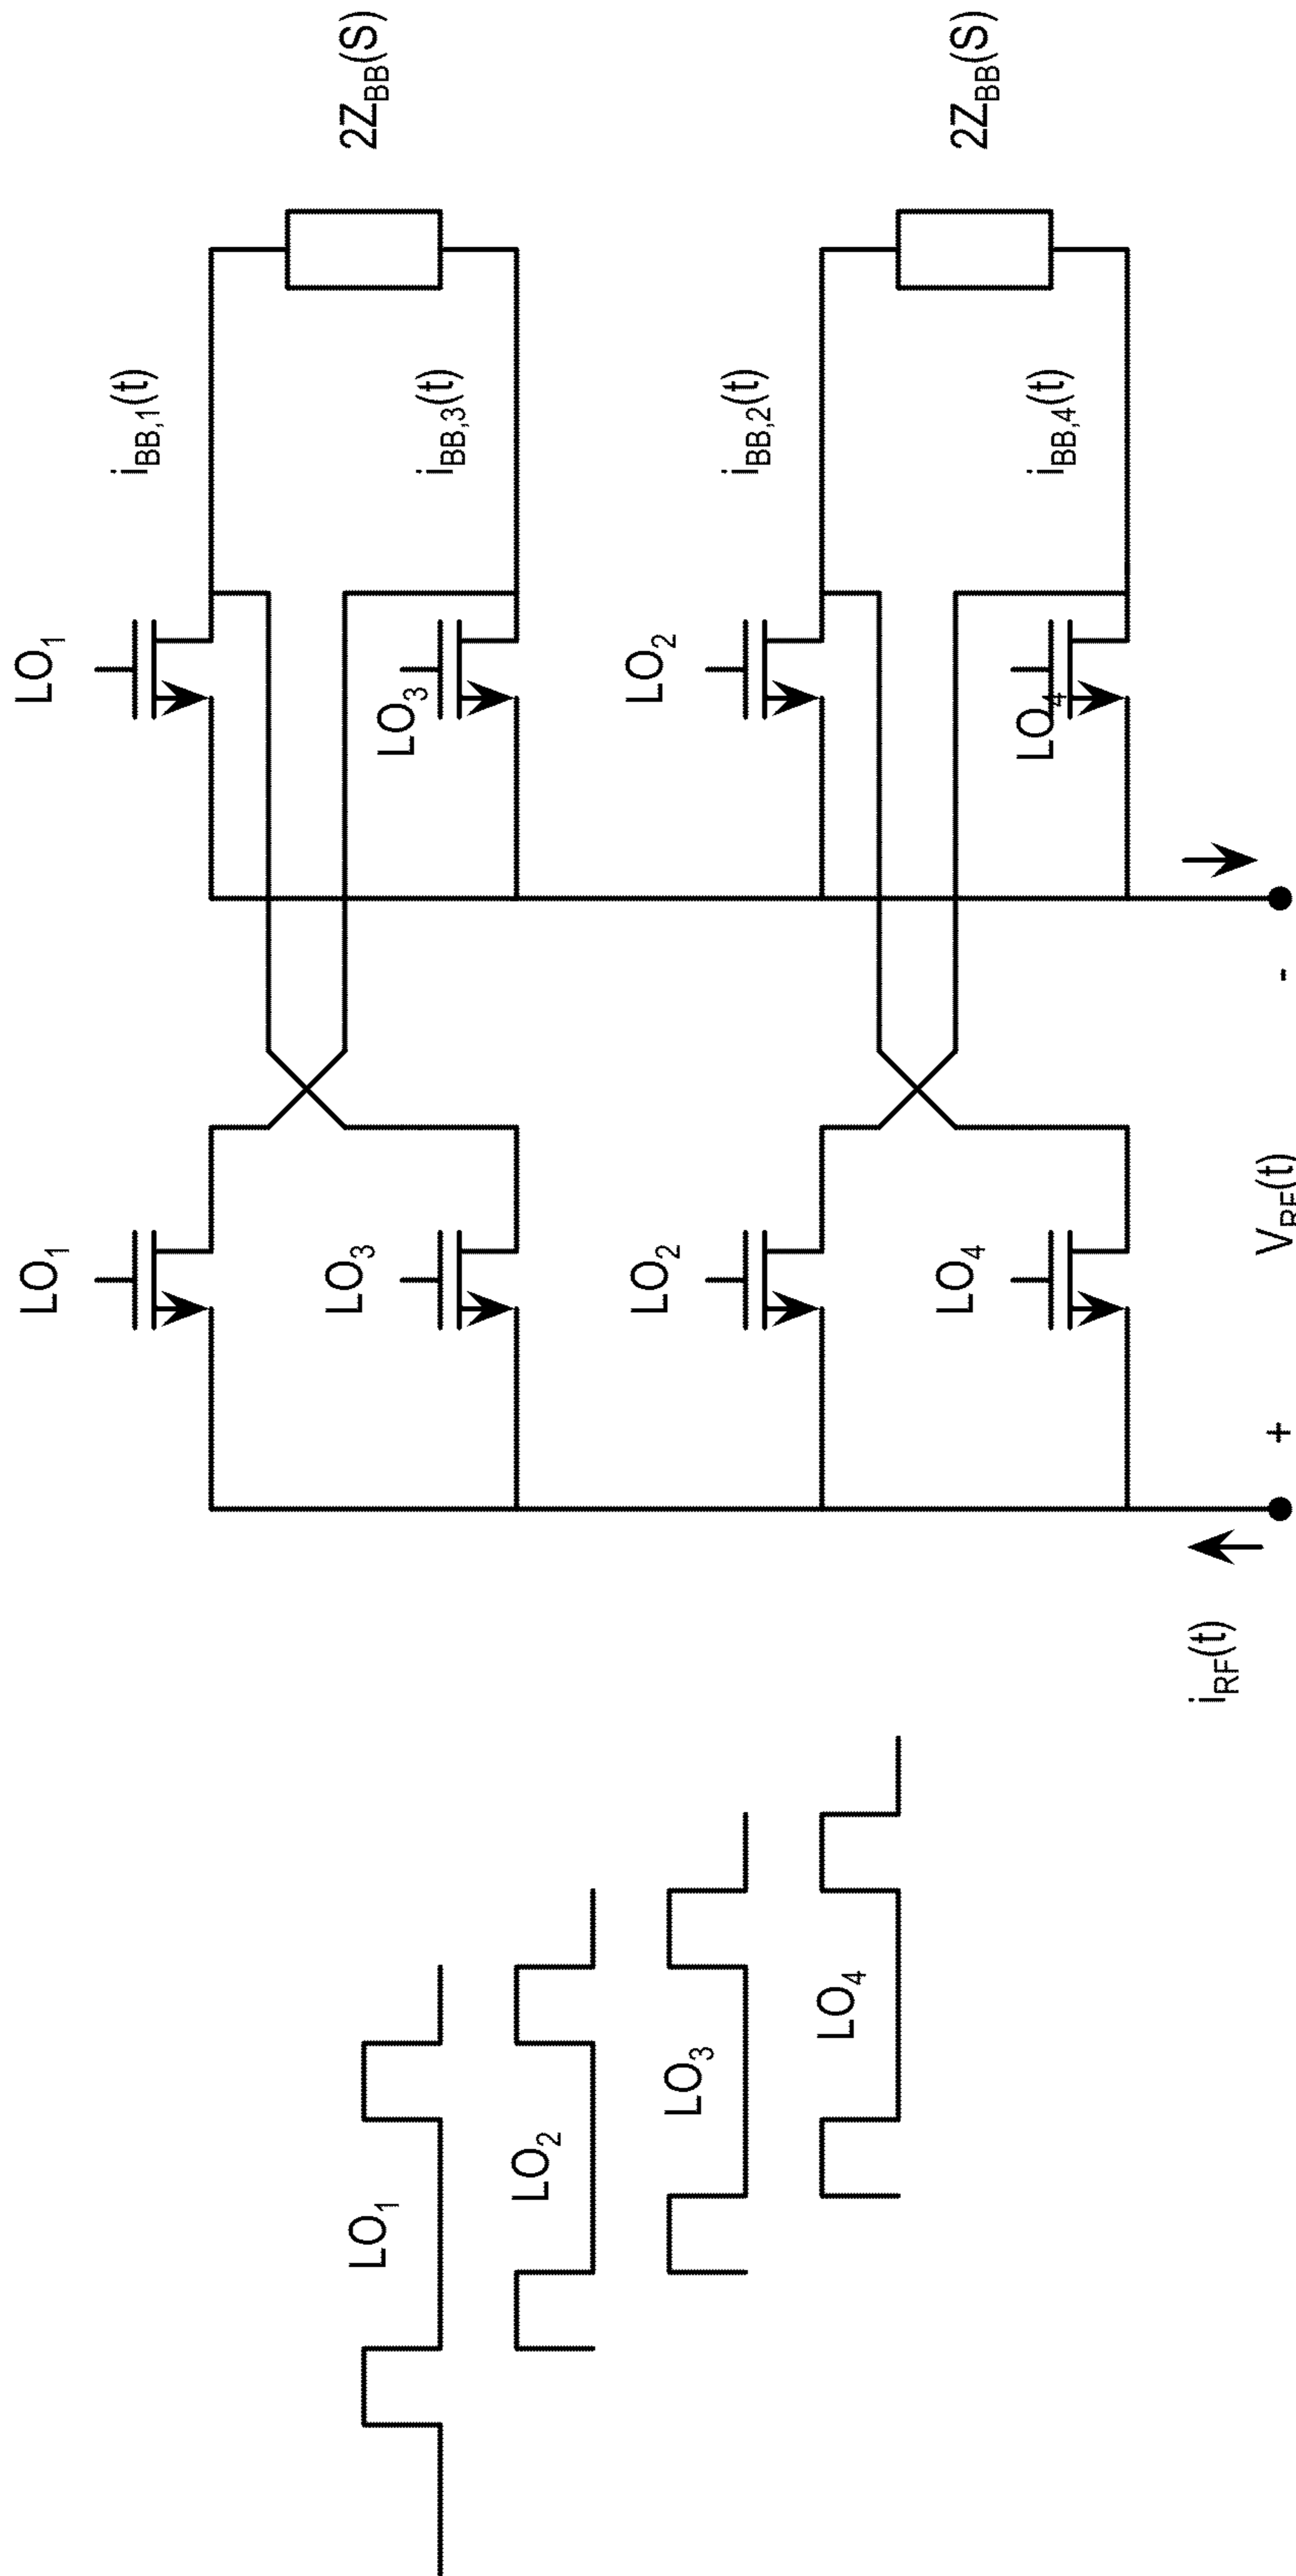 LO₁
LO₂
LO₃
LO₄
LO₁
LO₁
i_BB,1(t)
LO₃
LO₃
i_BB,3(t)
2Z_BB(S)
LO₂
LO₂
i_BB,2(t)
LO₄
LO₄
i_BB,4(t)
2Z_BB(S)
i_RF(t)
+
V_RF(t)
-